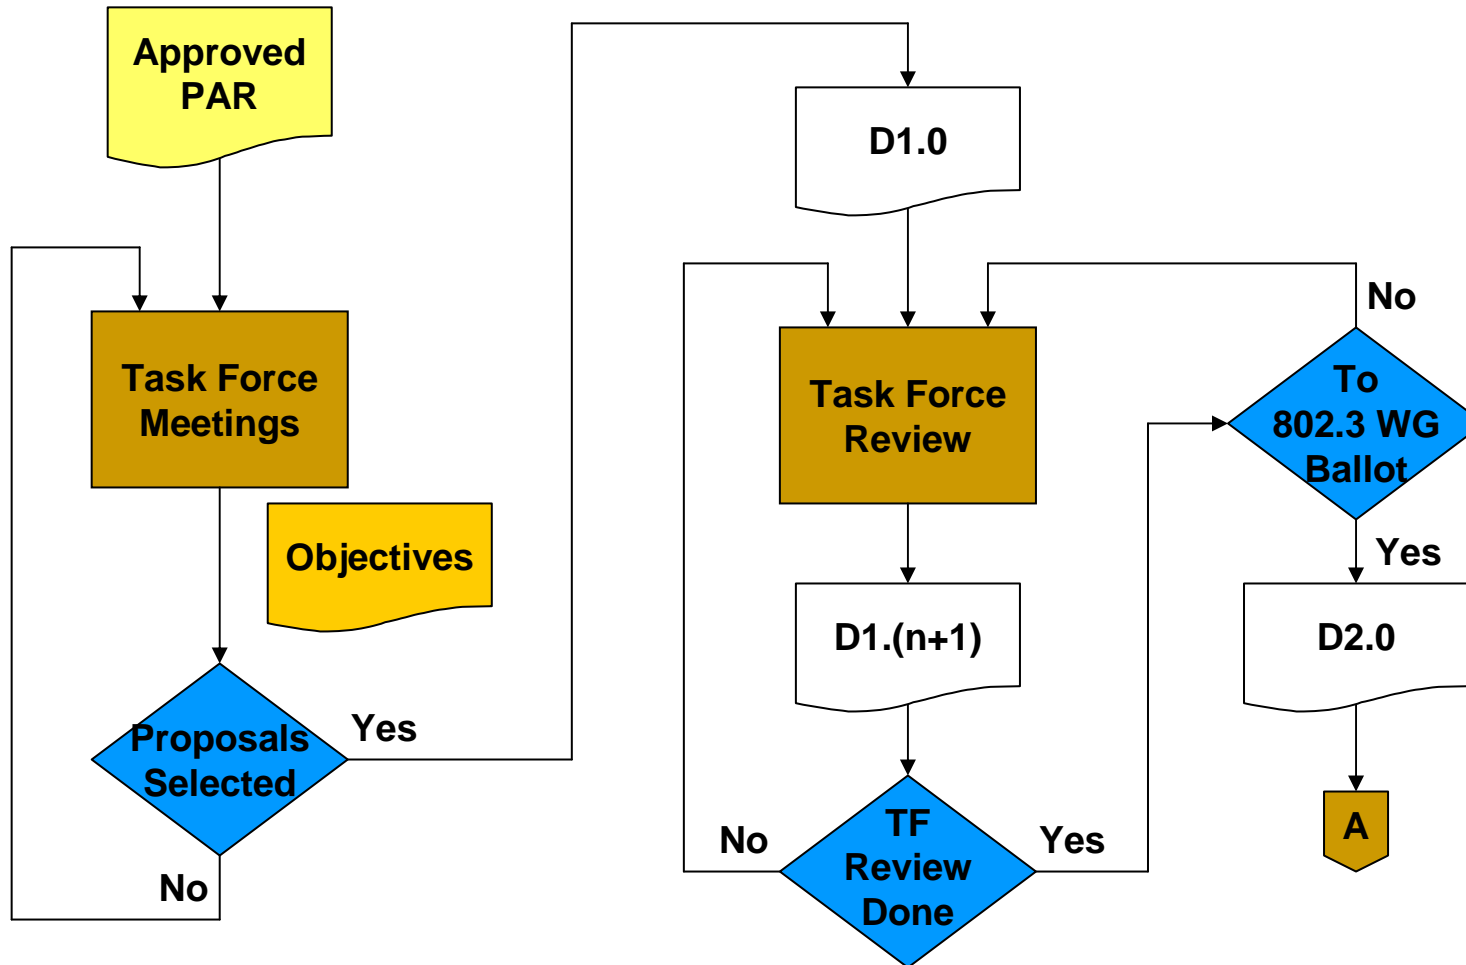 Approved
PAR
Task Force
Meetings
Objectives
Proposals
Selected
Yes
No
D1.0
Task Force
Review
D1.(n+1)
TF
Review
Done
No
Yes
To
802.3 WG
Ballot
No
Yes
D2.0
A